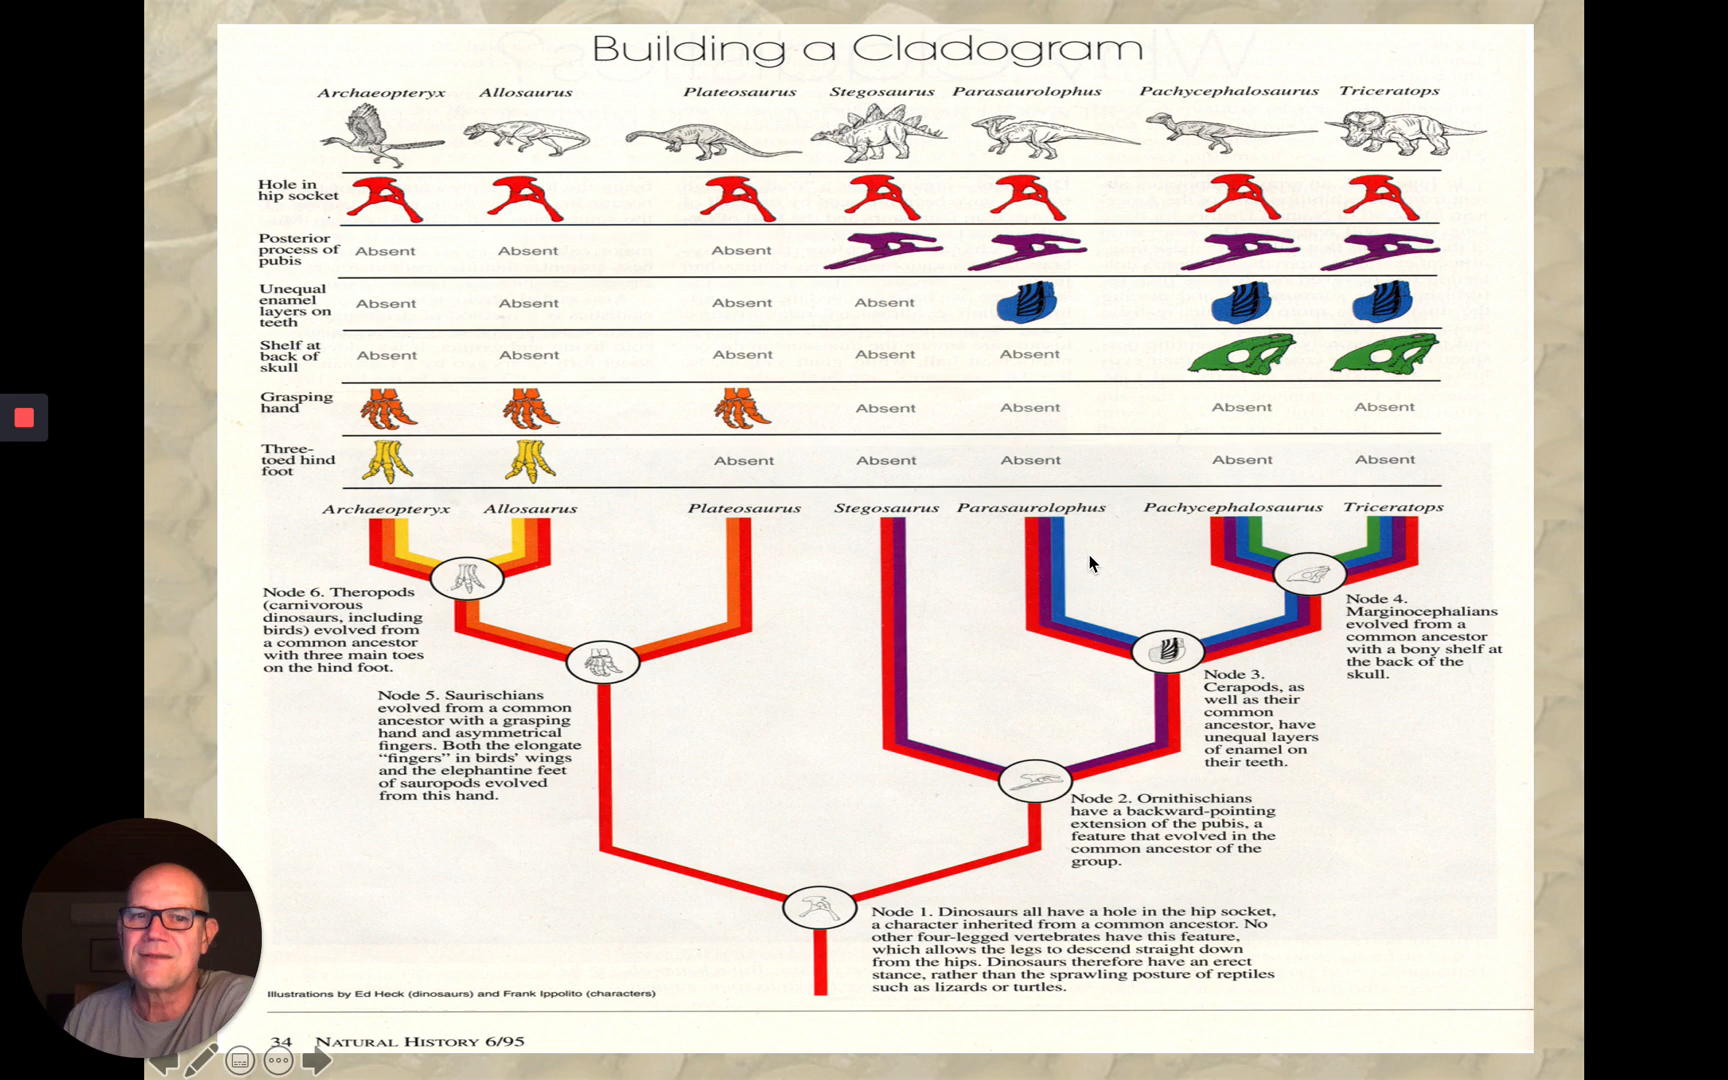 Building a Cladogram
Archaeopteryx Allosaurus Plateosaurus Stegosaurus Parasaurolophus Pachycephalosaurus Triceratops
Hole in
hip socket
Posterior
process of
pubis
Absent Absent Absent
Unequal
enamel
layers on
teeth
Absent Absent Absent Absent
Shelf at
back of
skull
Absent Absent Absent Absent Absent
Grasping
hand
Absent Absent Absent Absent
Three-
toed hind
foot
Absent Absent Absent Absent Absent
Archaeopteryx Allosaurus Plateosaurus Stegosaurus Parasaurolophus Pachycephalosaurus Triceratops
Node 6. Theropods
(carnivorous
dinosaurs, including
birds) evolved from
a common ancestor
with three main toes
on the hind foot.
Node 4.
Marginocephalians
evolved from a
common ancestor
with a bony shelf at
the back of the
skull.
Node 3.
Cerapods, as
well as their
common
ancestor, have
unequal layers
of enamel on
their teeth.
Node 5. Saurischians
evolved from a common
ancestor with a grasping
hand and asymmetrical
fingers. Both the elongate
“fingers” in birds’ wings
and the elephantine feet
of sauropods evolved
from this hand.
Node 2. Ornithischians
have a backward-pointing
extension of the pubis, a
feature that evolved in the
common ancestor of the
group.
Node 1. Dinosaurs all have a hole in the hip socket,
a character inherited from a common ancestor. No
other four-legged vertebrates have this feature,
which allows the legs to descend straight down
from the hips. Dinosaurs therefore have an erect
stance, rather than the sprawling posture of reptiles
such as lizards or turtles.
Illustrations by Ed Heck (dinosaurs) and Frank Ippolito (characters)
34 NATURAL HISTORY 6/95